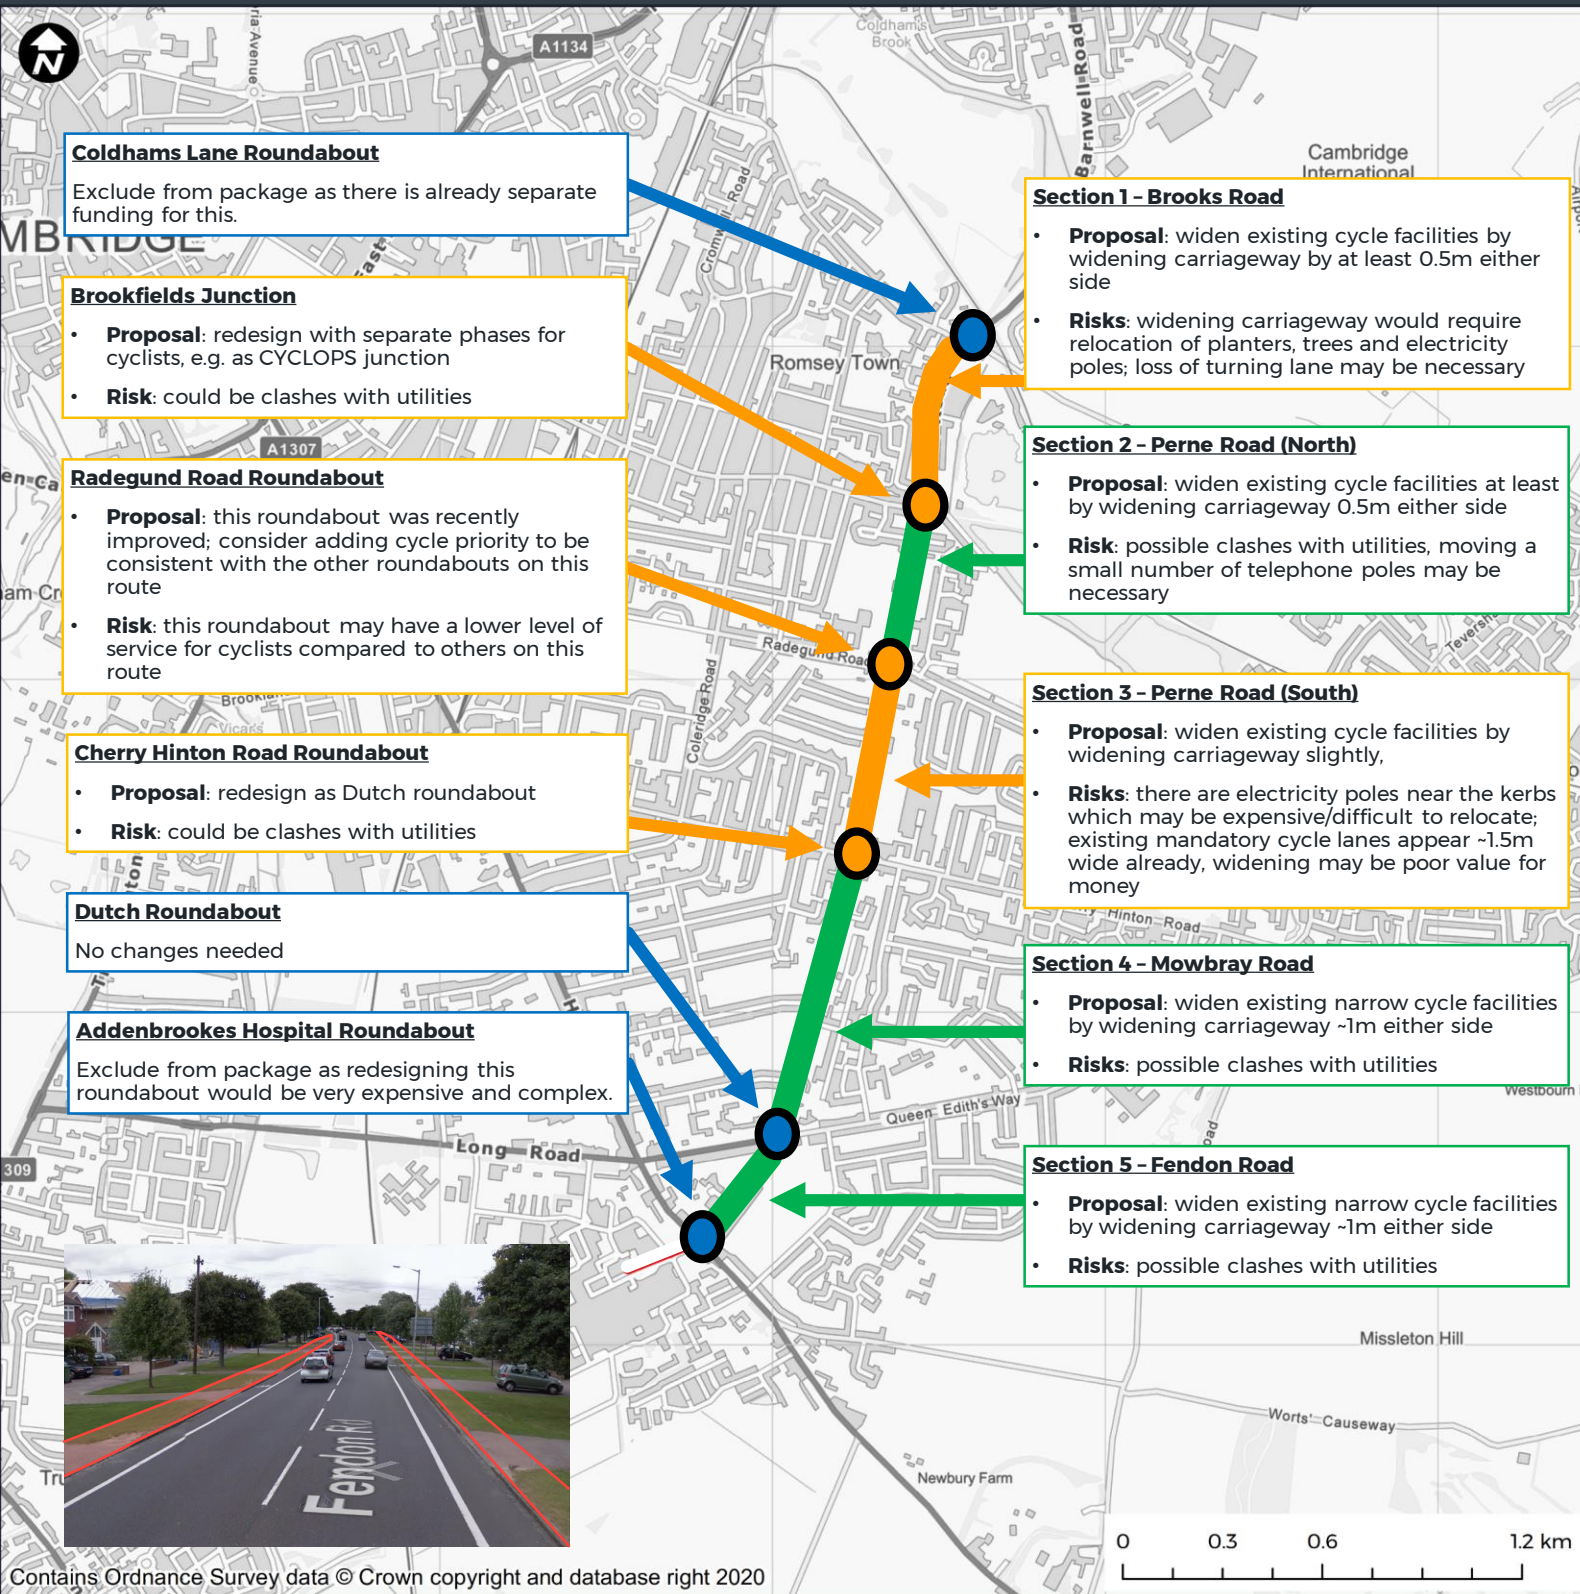 N
A1134
Coldham's
Brook
Barnwell Road
Cambridge
International
Coldhams Lane Roundabout
Exclude from package as there is already separate
funding for this.
MBRIDGE
East
Brookfields Junction
• Proposal: redesign with separate phases for
cyclists, e.g. as CYCLOPS junction
• Risk: could be clashes with utilities
A1307
Radegund Road Roundabout
• Proposal: this roundabout was recently
improved; consider adding cycle priority to be
consistent with the other roundabouts on this
route
• Risk: this roundabout may have a lower level of
service for cyclists compared to others on this
route
Vicar's
Cherry Hinton Road Roundabout
• Proposal: redesign as Dutch roundabout
• Risk: could be clashes with utilities
Dutch Roundabout
No changes needed
Addenbrookes Hospital Roundabout
Exclude from package as redesigning this
roundabout would be very expensive and complex.
Romsey Town
Radegund Road
Coleridge Road
Hinton Road
Queen Edith's Way
Long Road
309
Section 1 – Brooks Road
• Proposal: widen existing cycle facilities by
widening carriageway by at least 0.5m either
side
• Risks: widening carriageway would require
relocation of planters, trees and electricity
poles; loss of turning lane may be necessary
Section 2 – Perne Road (North)
• Proposal: widen existing cycle facilities at least
by widening carriageway 0.5m either side
• Risk: possible clashes with utilities, moving a
small number of telephone poles may be
necessary
Section 3 – Perne Road (South)
• Proposal: widen existing cycle facilities by
widening carriageway slightly,
• Risks: there are electricity poles near the kerbs
which may be expensive/difficult to relocate;
existing mandatory cycle lanes appear ~1.5m
wide already, widening may be poor value for
money
Section 4 – Mowbray Road
• Proposal: widen existing narrow cycle facilities
by widening carriageway ~1m either side
• Risks: possible clashes with utilities
Westbourn
Section 5 – Fendon Road
• Proposal: widen existing narrow cycle facilities
by widening carriageway ~1m either side
• Risks: possible clashes with utilities
Missleton Hill
Worts' Causeway
Newbury Farm
Fendon Rd
0 0.3 0.6 1.2 km
Contains Ordnance Survey data © Crown copyright and database right 2020